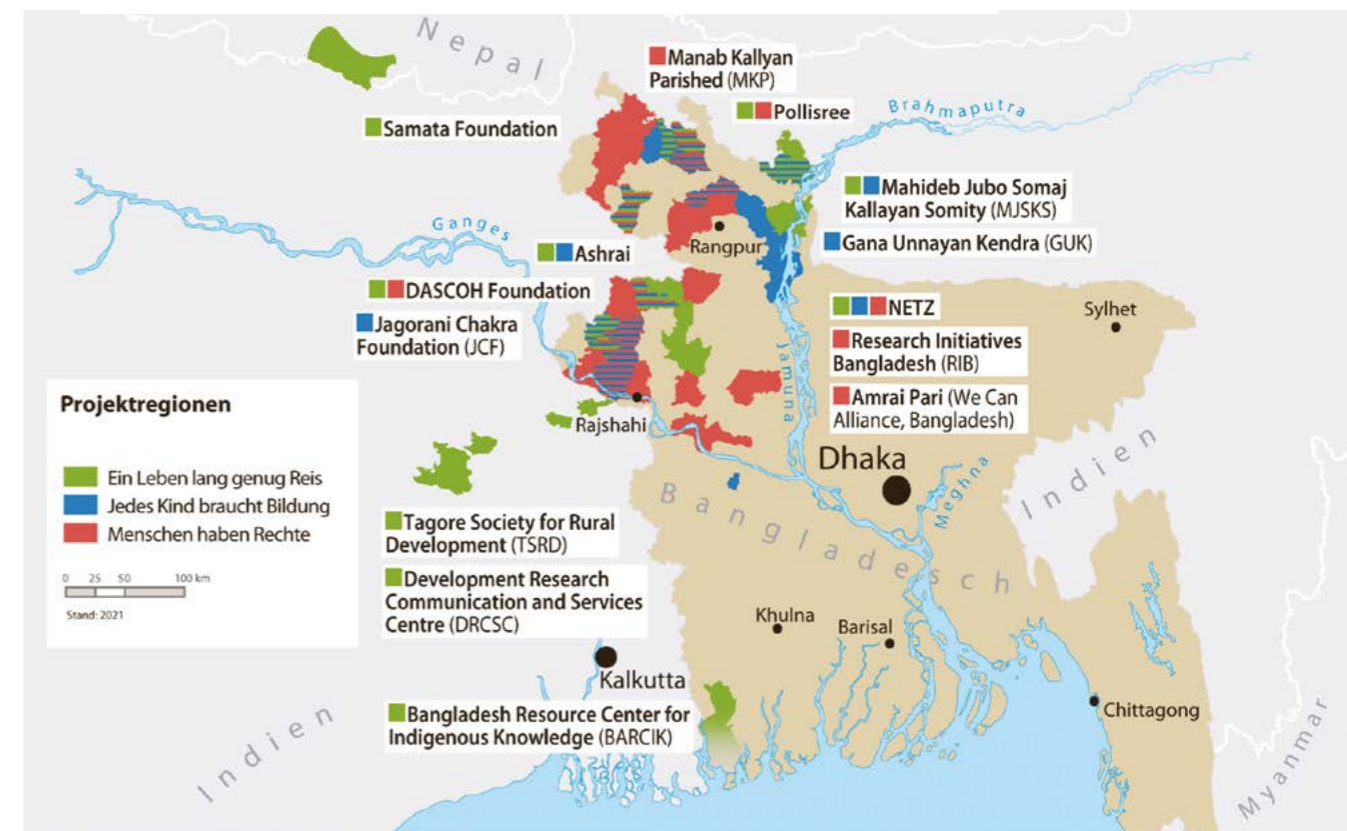 Nepal
Manab Kallyan
Parished (MKP)
Pollisree
Brahmaputra
Samata Foundation
Mahideb Jubo Somaj
Kallayan Somity (MJSKS)
Ganges
Rangpur
Gana Unnayan Kendra (GUK)
Ashrai
DASCOH Foundation
NETZ
Sylhet
Jagorani Chakra
Foundation (JCF)
Jamuna
Research Initiatives
Bangladesh (RIB)
Amrai Pari (We Can
Alliance, Bangladesh)
Projektregionen
Ein Leben lang genug Reis
Jedes Kind braucht Bildung
Menschen haben Rechte
0 25 50 100 km
Stand: 2021
Rajshahi
Dhaka
Meghna
Indien
Bangladesch
Tagore Society for Rural
Development (TSRD)
Development Research
Communication and Services
Centre (DRCSC)
Khulna
Barisal
Kalkutta
Bangladesh Resource Center for
Indigenous Knowledge (BARCIK)
Chittagong
Indien
Myanmar